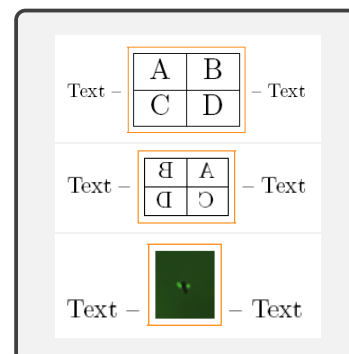 A B
Text – – Text
C D
B A
Text – – Text
D C
Text – – Text